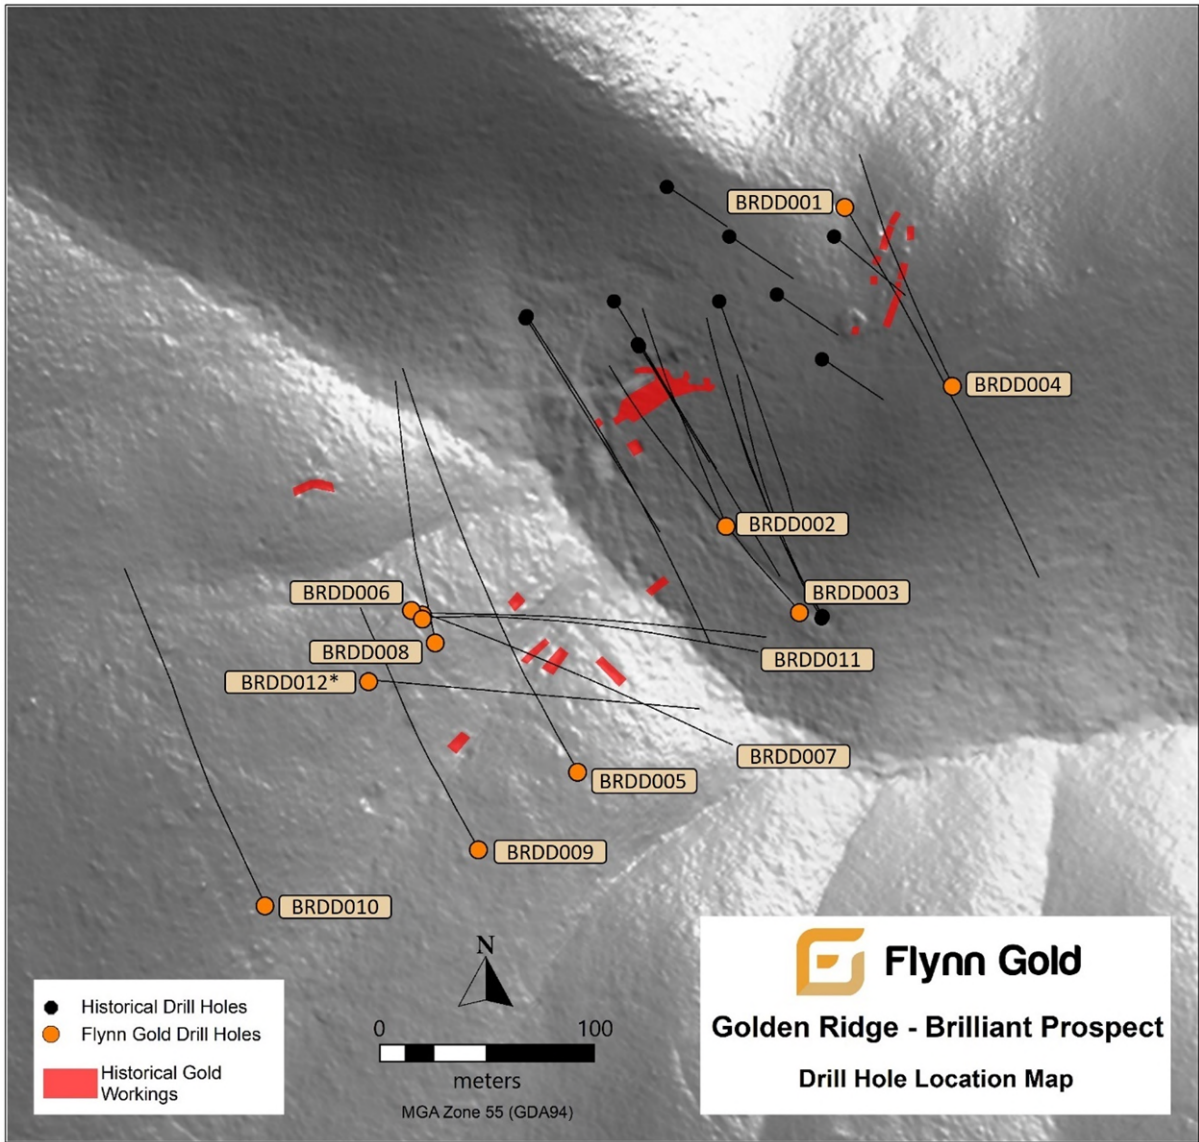 BRDD001
BRDD004
BRDD002
BRDD006
BRDD003
BRDD008
BRDD011
BRDD012*
BRDD007
BRDD005
BRDD009
BRDD010
N
0 100
meters
MGA Zone 55 (GDA94)
Historical Drill Holes
Flynn Gold Drill Holes
Historical Gold
Workings
Flynn Gold
Golden Ridge - Brilliant Prospect
Drill Hole Location Map